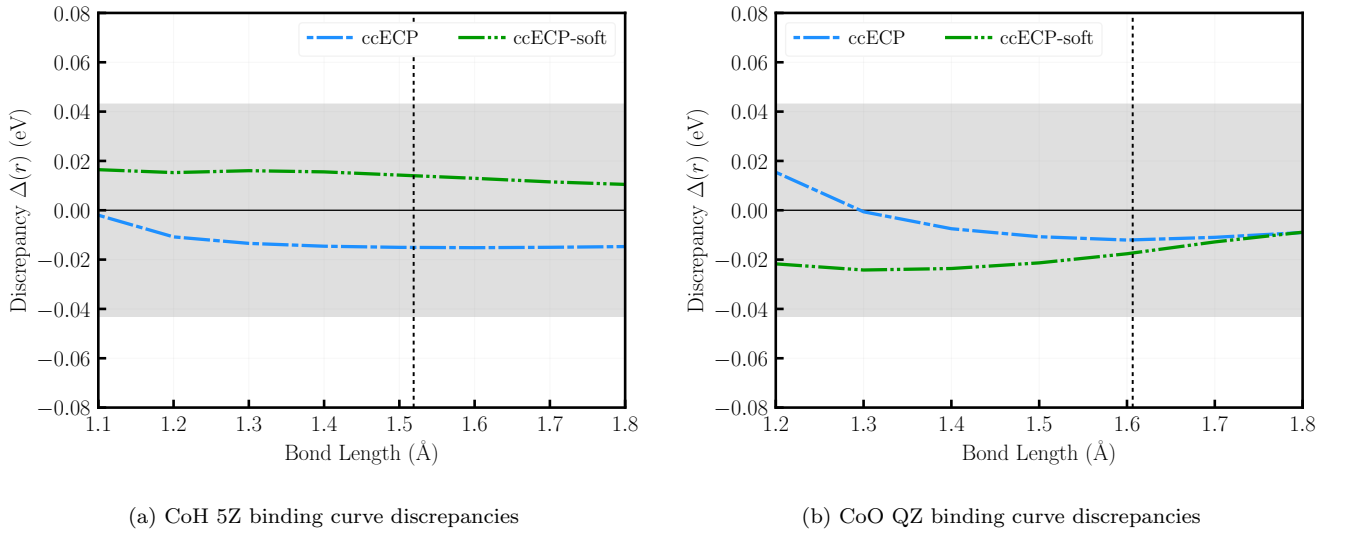 0.08
0.06
0.04
0.02
0.00
−0.02
−0.04
−0.06
−0.08
Discrepancy Δ(r) (eV)
ccECP ccECP-soft
1.1 1.2 1.3 1.4 1.5 1.6 1.7 1.8
Bond Length (Å)
(a) CoH 5Z binding curve discrepancies
0.08
0.06
0.04
0.02
0.00
−0.02
−0.04
−0.06
−0.08
Discrepancy Δ(r) (eV)
ccECP ccECP-soft
1.2 1.3 1.4 1.5 1.6 1.7 1.8
Bond Length (Å)
(b) CoO QZ binding curve discrepancies